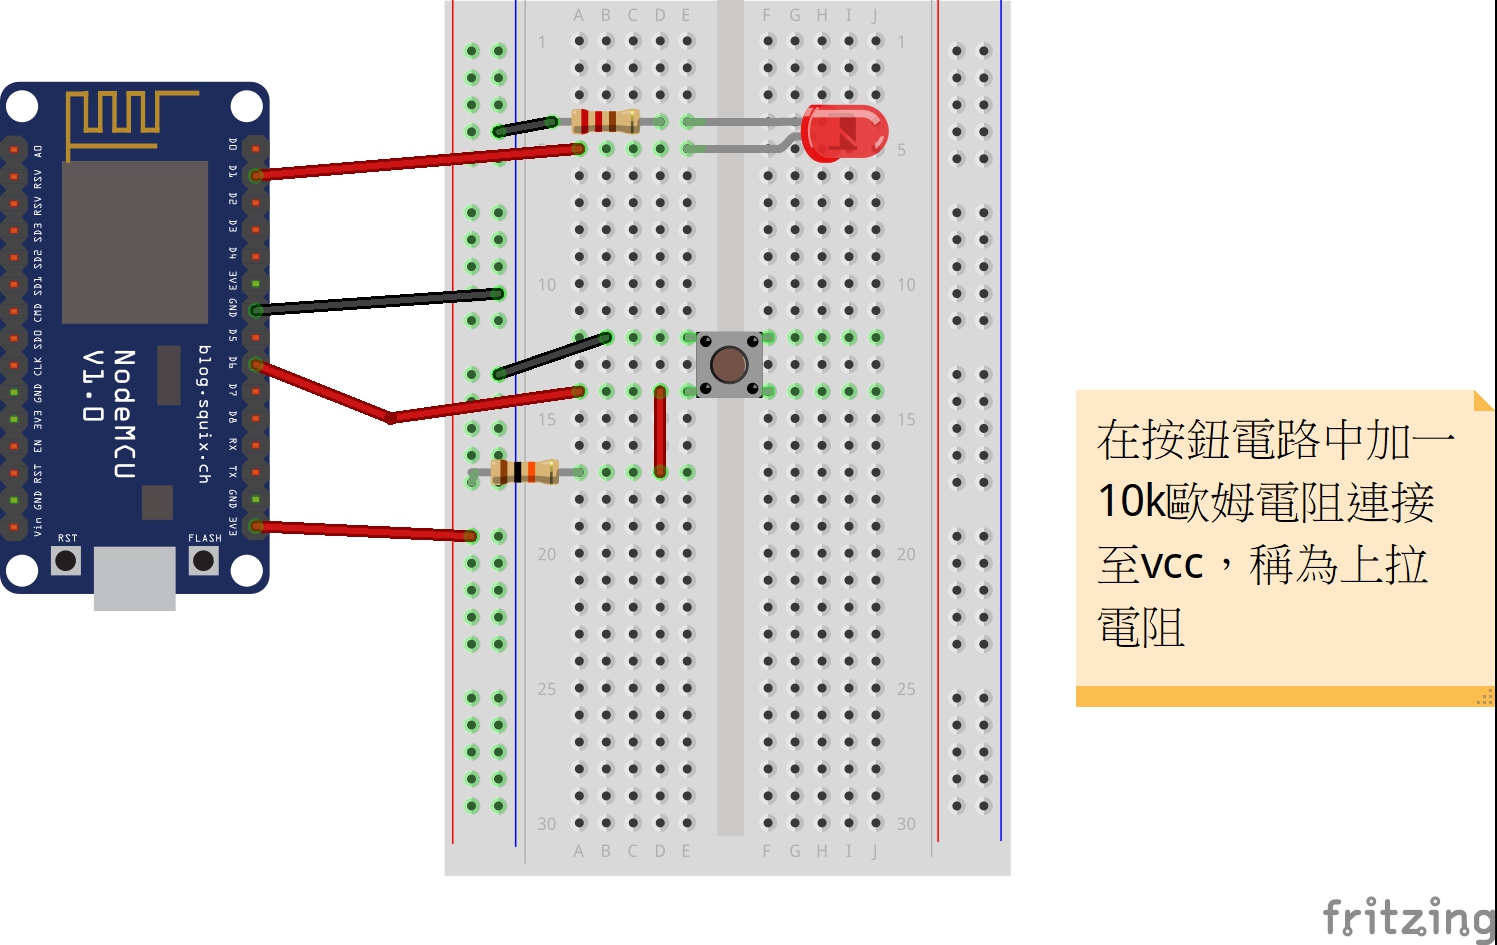 A B C D E F G H I J
1 1
5
10 10
15 15
20 20
25 25
30 30
A B C D E F G H I J
A0
RSV
RSV
SD3
SD1
CMD
SD0
CLK
GND
3V3
EN
RST
GND
Vin
D0
D1
D2
D3
D4
3V3
GND
D5
D6
D7
D8
RX
TX
GND
3V3
NodeMCU
V1.0
blog.squix.ch
RST FLASH
在按鈕電路中加一
10k歐姆電阻連接
至vcc，稱為上拉
電阻
fritzing